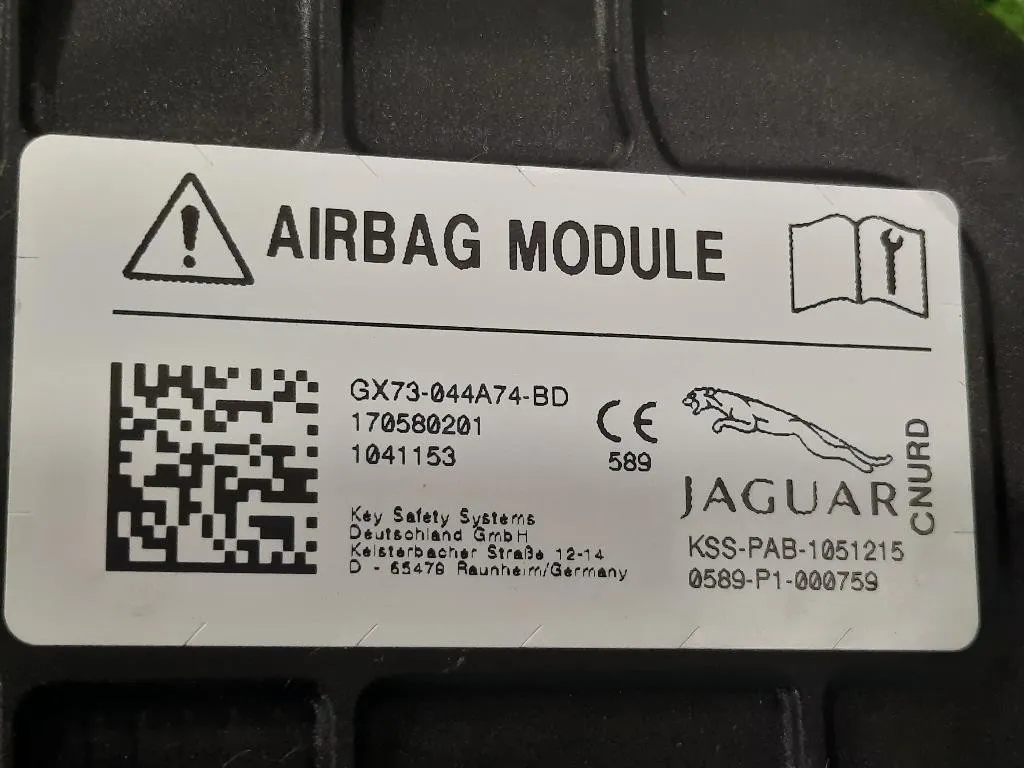 AIRBAG MODULE
GX73-044A74-BD
170580201
1041153
CE
589
Key Safety Systems
Deutschland GmbH
Kelsterbacher Straße 12-14
D - 65479 Raunheim/Germany
JAGUAR
CNURD
KSS-PAB-1051215
0589-P1-000759